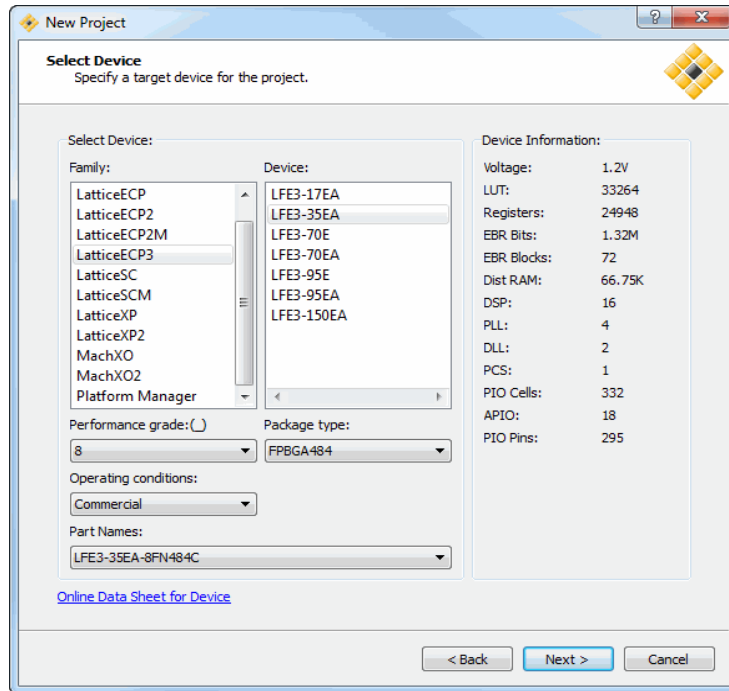 New Project
Select Device
Specify a target device for the project.
Select Device:
Family:
LatticeECP
LatticeECP2
LatticeECP2M
LatticeECP3
LatticeSC
LatticeSCM
LatticeXP
LatticeXP2
MachXO
MachXO2
Platform Manager
Device:
LFE3-17EA
LFE3-35EA
LFE3-70E
LFE3-70EA
LFE3-95E
LFE3-95EA
LFE3-150EA
Performance grade:(_)
8
Package type:
FPBGA484
Operating conditions:
Commercial
Part Names:
LFE3-35EA-8FN484C
Device Information:
Voltage: 1.2V
LUT: 33264
Registers: 24948
EBR Bits: 1.32M
EBR Blocks: 72
Dist RAM: 66.75K
DSP: 16
PLL: 4
DLL: 2
PCS: 1
PIO Cells: 332
APIO: 18
PIO Pins: 295
Online Data Sheet for Device
< Back Next > Cancel